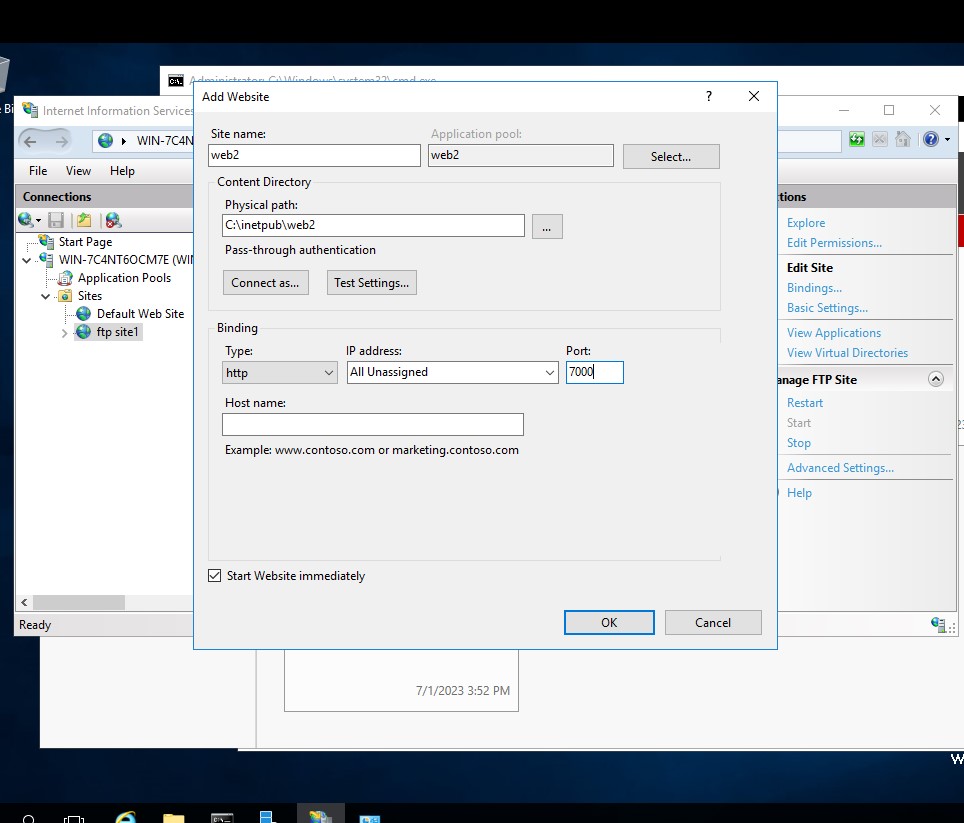 Administrator: C:\Windows\system32\cmd.exe
Add Website
?
Internet Information Services
WIN-7C4N
Site name:
Application pool:
web2
web2
Select...
File View Help
Content Directory
Connections
Physical path:
C:\inetpub\web2
...
Pass-through authentication
Connect as...
Test Settings...
Start Page
WIN-7C4NT6OCM7E (WI
Application Pools
Sites
Default Web Site
ftp site1
Binding
Type:
IP address:
Port:
http
All Unassigned
7000
Host name:
Example: www.contoso.com or marketing.contoso.com
Start Website immediately
OK
Cancel
Ready
tions
Explore
Edit Permissions...
Edit Site
Bindings...
Basic Settings...
View Applications
View Virtual Directories
anage FTP Site
Restart
Start
Stop
Advanced Settings...
Help
7/1/2023 3:52 PM
W